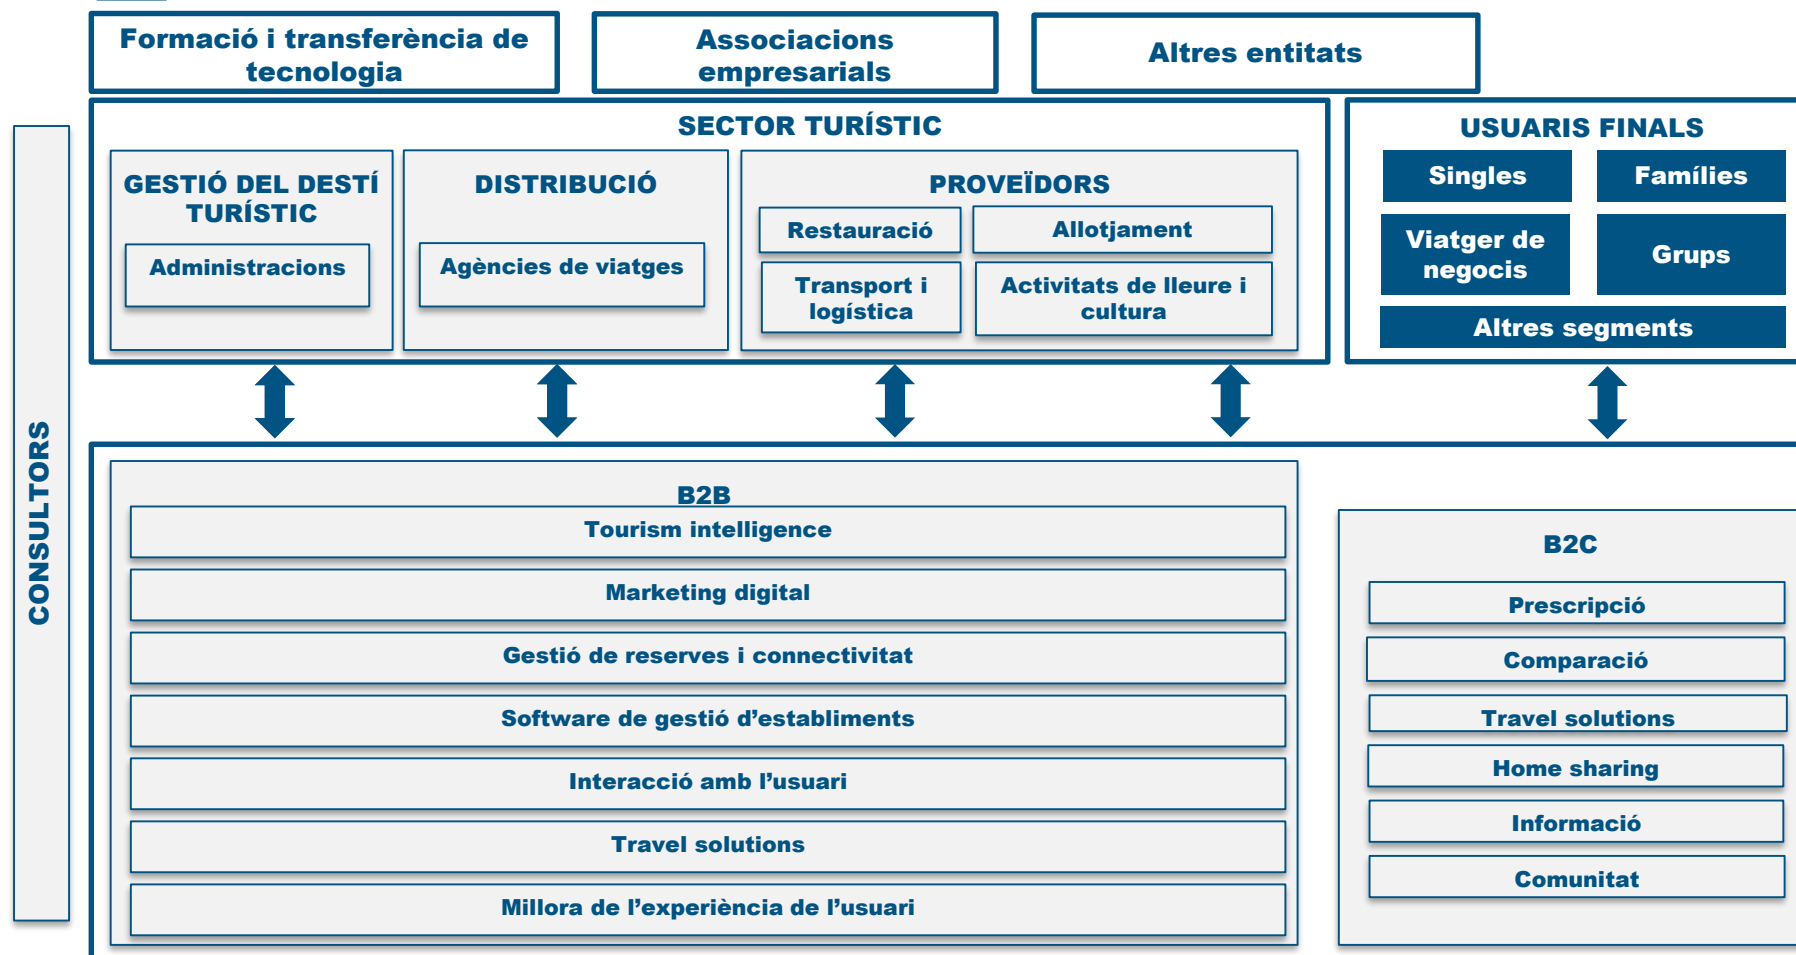 Formació i transferència de
tecnologia
Associacions
empresarials
Altres entitats
CONSULTORS
SECTOR TURÍSTIC
GESTIÓ DEL DESTÍ
TURÍSTIC
Administracions
DISTRIBUCIÓ
Agències de viatges
PROVEÏDORS
Restauració
Allotjament
Transport i
logística
Activitats de lleure i
cultura
USUARIS FINALS
Singles
Famílies
Viatger de
negocis
Grups
Altres segments
B2B
Tourism intelligence
Marketing digital
Gestió de reserves i connectivitat
Software de gestió d’establiments
Interacció amb l’usuari
Travel solutions
Millora de l’experiència de l’usuari
B2C
Prescripció
Comparació
Travel solutions
Home sharing
Informació
Comunitat